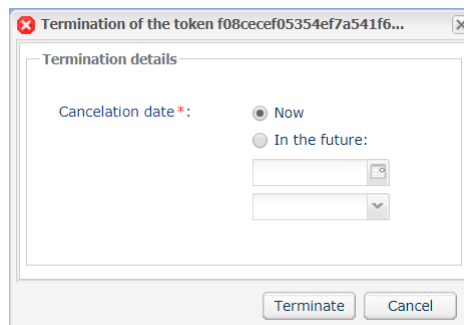 Termination of the token f08cecef05354ef7a541f6...
Termination details
Cancelation date*: Now
In the future:
Terminate Cancel